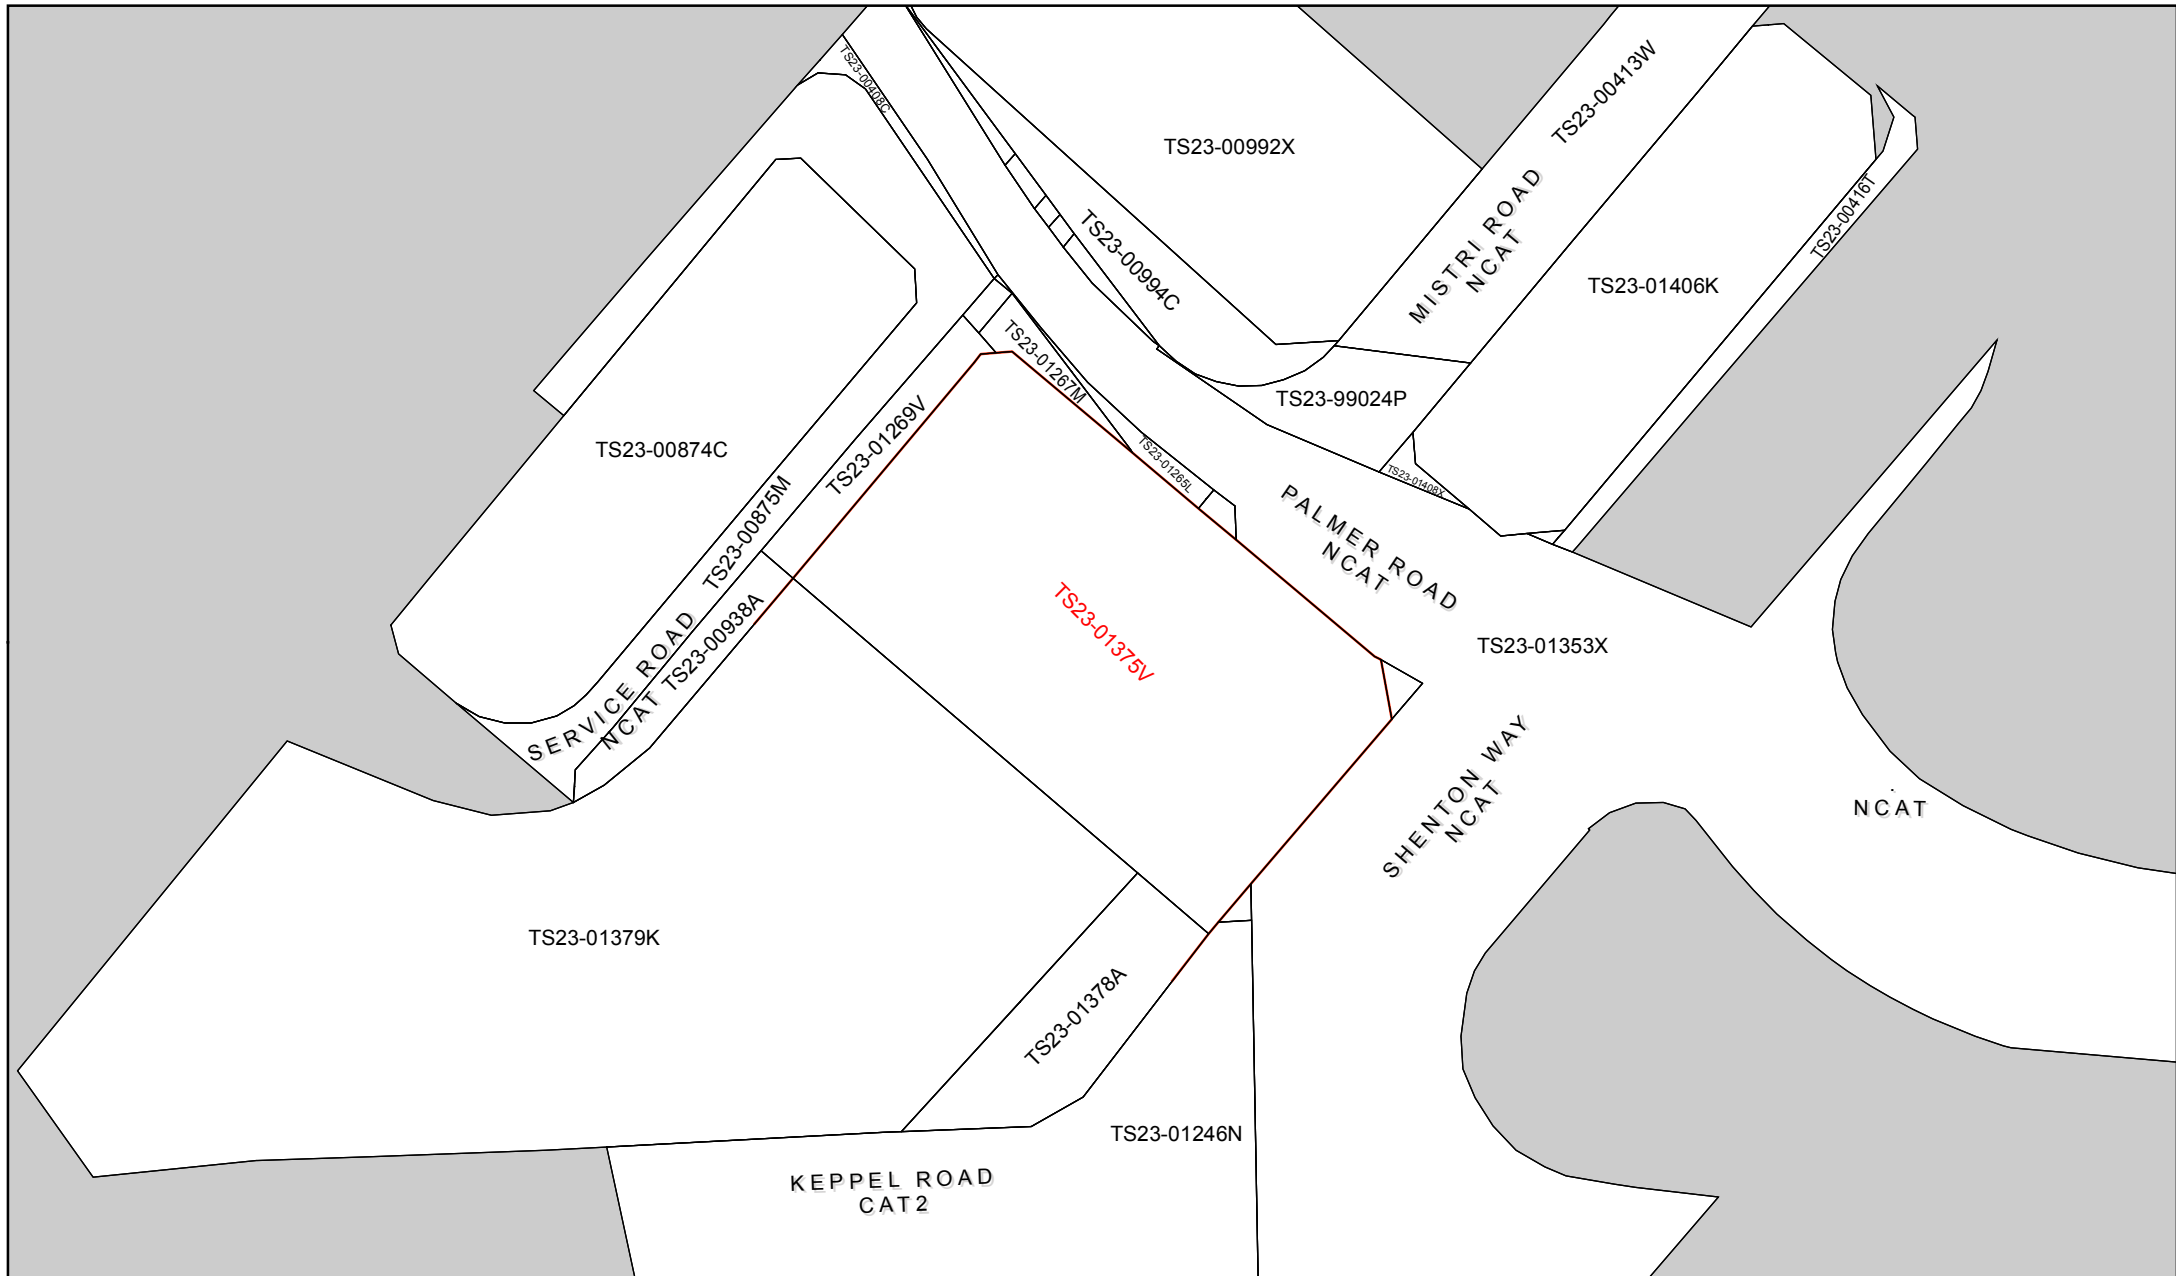 TS23-00408C
TS23-00413W
TS23-00992X
TS23-00416T
MISTRI ROAD
NCAT
TS23-00994C
TS23-01406K
TS23-01267M
TS23-99024P
TS23-01269V
TS23-00874C
TS23-01265L
TS23-01408X
TS23-00875M
PALMER ROAD
NCAT
TS23-00938A
TS23-01375V
TS23-01353X
SERVICE ROAD
NCAT
SHENTON WAY
NCAT
NCAT
TS23-01379K
TS23-01378A
TS23-01246N
KEPPEL ROAD
CAT2